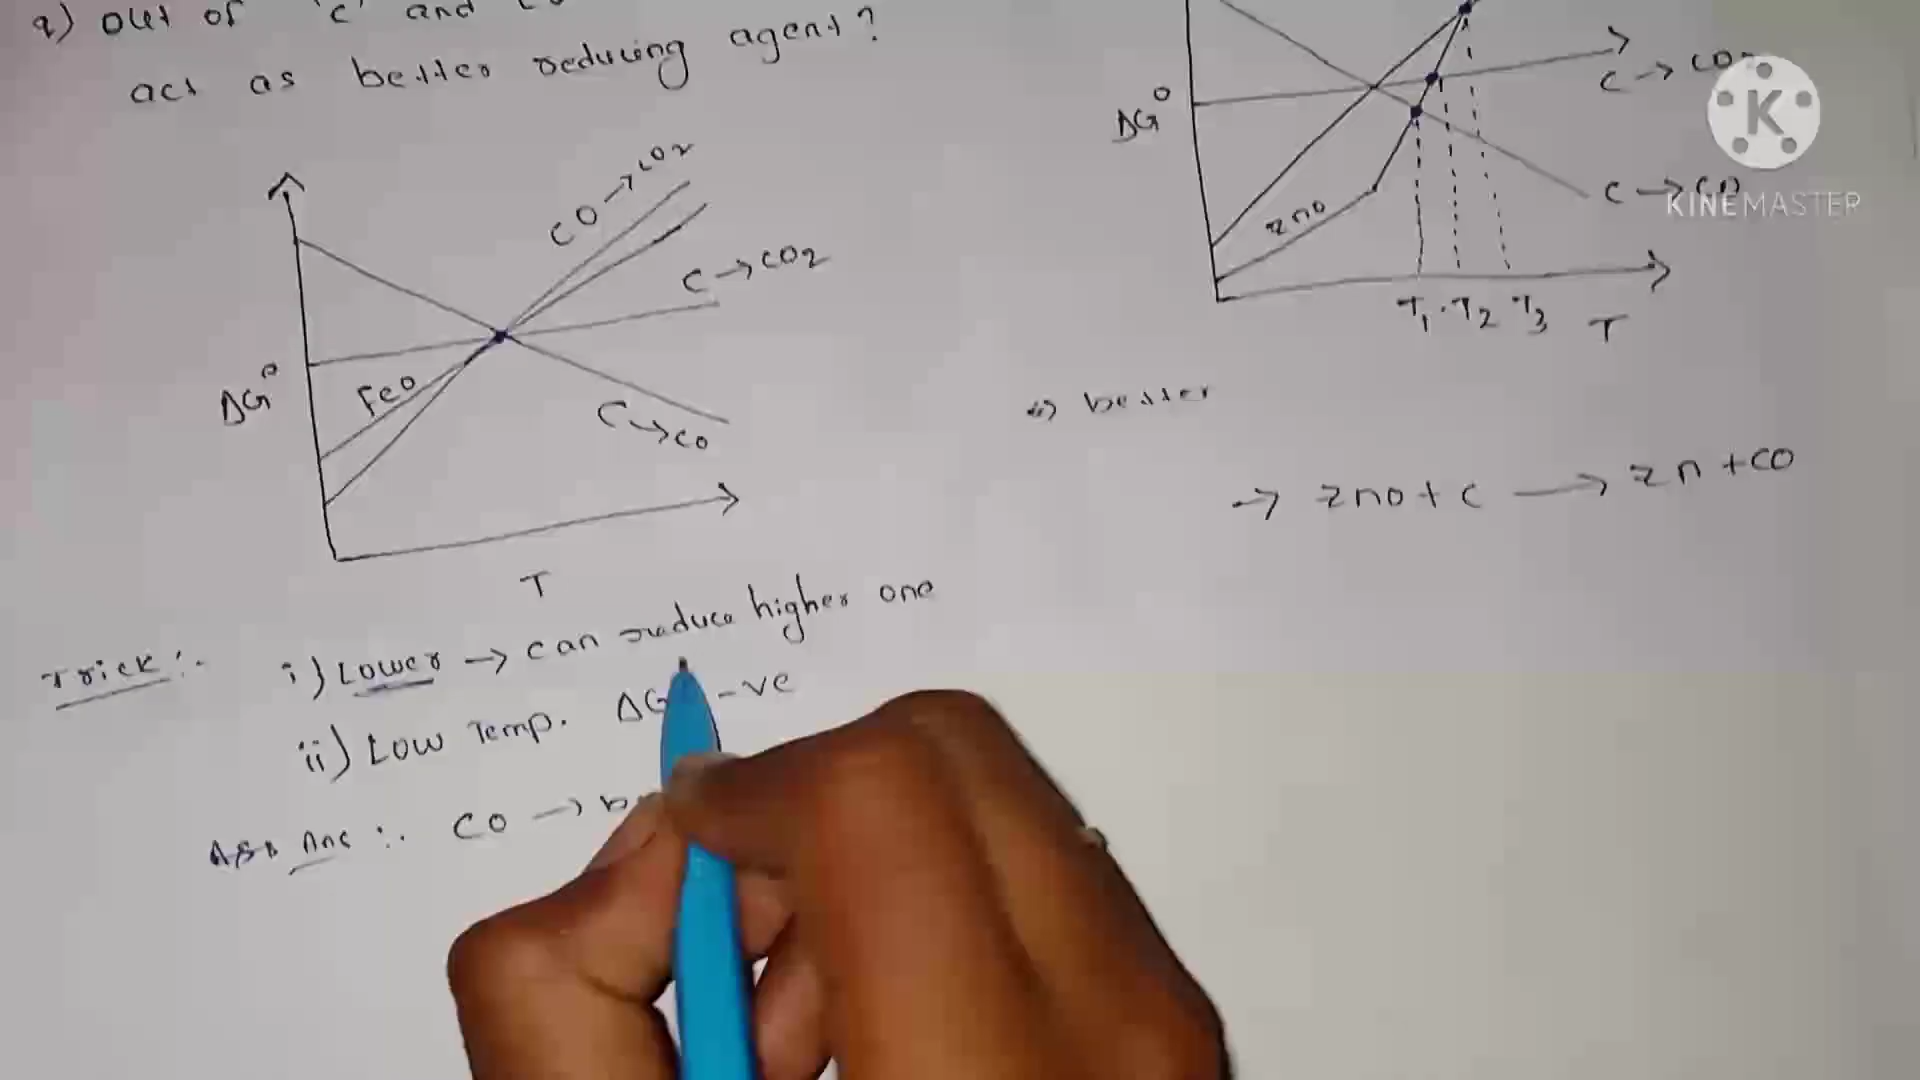 2) out of 'C' and
act as better reducing agent?
CO → CO2
C → CO2
FeO
ΔG°
C → CO
T
Trick :-
i) Lower → can reduce higher one
ii) Low Temp. ΔG -ve
Ans :- CO →
C → CO2
ΔG°
ZnO
C → CO
T1 T2 T3
T
better
→ ZnO + C → Zn + CO
K
KINEMASTER